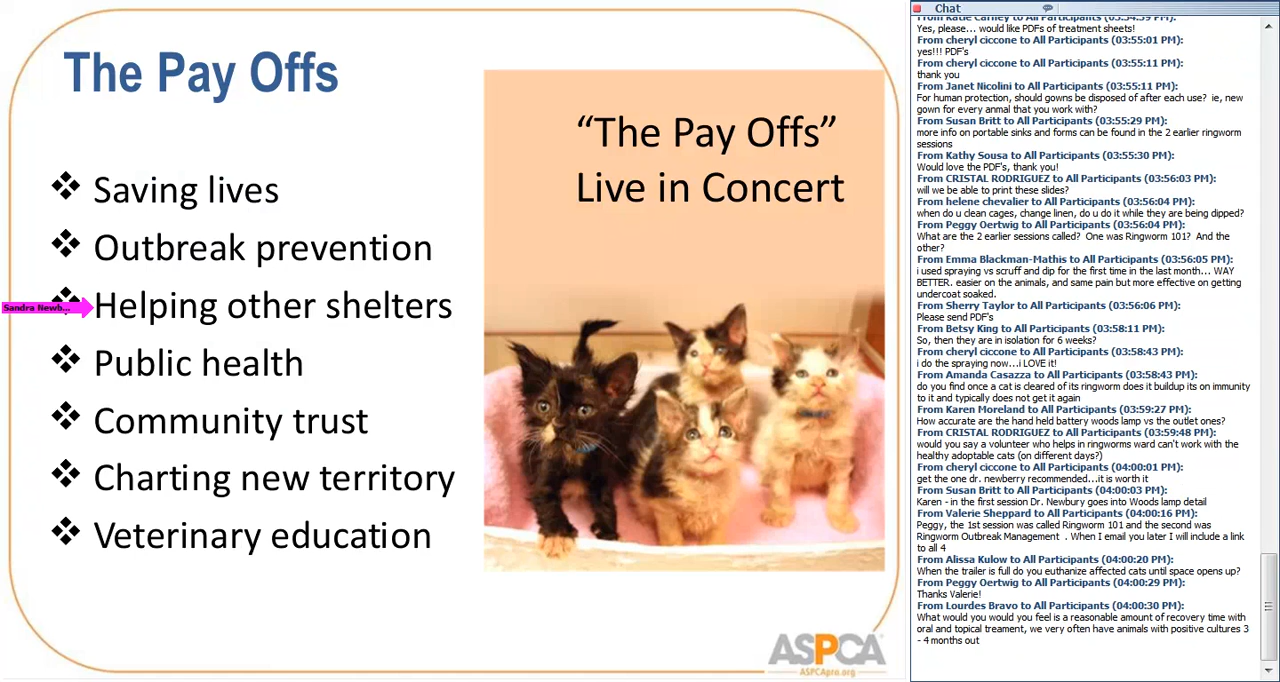 The Pay Offs
"The Pay Offs"
Live in Concert
Saving lives
Outbreak prevention
Sandra Newb...
Helping other shelters
Public health
Community trust
Charting new territory
Veterinary education
ASPCA
ASPCApro.org
Chat
From Katie Carney to All Participants (03:54:59 PM):
Yes, please... would like PDFs of treatment sheets!
From cheryl ciccone to All Participants (03:55:01 PM):
yes!!! PDF's
From cheryl ciccone to All Participants (03:55:11 PM):
thank you
From Janet Nicolini to All Participants (03:55:11 PM):
For human protection, should gowns be disposed of after each use? ie, new
gown for every anmal that you work with?
From Susan Britt to All Participants (03:55:29 PM):
more info on portable sinks and forms can be found in the 2 earlier ringworm
sessions
From Kathy Sousa to All Participants (03:55:30 PM):
Would love the PDF's, thank you!
From CRISTAL RODRIGUEZ to All Participants (03:56:03 PM):
will we be able to print these slides?
From helene chevalier to All Participants (03:56:04 PM):
when do u clean cages, change linen, do u do it while they are being dipped?
From Peggy Oertwig to All Participants (03:56:04 PM):
What are the 2 earlier sessions called? One was Ringworm 101? And the
other?
From Emma Blackman-Mathis to All Participants (03:56:05 PM):
i used spraying vs scruff and dip for the first time in the last month... WAY
BETTER. easier on the animals, and same pain but more effective on getting
undercoat soaked.
From Sherry Taylor to All Participants (03:56:06 PM):
Please send PDF's
From Betsy King to All Participants (03:58:11 PM):
So, then they are in isolation for 6 weeks?
From cheryl ciccone to All Participants (03:58:43 PM):
i do the spraying now...i LOVE it!
From Amanda Casazza to All Participants (03:58:43 PM):
do you find once a cat is cleared of its ringworm does it buildup its on immunity
to it and typically does not get it again
From Karen Moreland to All Participants (03:59:27 PM):
How accurate are the hand held battery woods lamp vs the outlet ones?
From CRISTAL RODRIGUEZ to All Participants (03:59:48 PM):
would you say a volunteer who helps in ringworms ward can't work with the
healthy adoptable cats (on different days?)
From cheryl ciccone to All Participants (04:00:01 PM):
get the one dr. newberry recommended...it is worth it
From Susan Britt to All Participants (04:00:03 PM):
Karen - in the first session Dr. Newbury goes into Woods lamp detail
From Valerie Sheppard to All Participants (04:00:16 PM):
Peggy, the 1st session was called Ringworm 101 and the second was
Ringworm Outbreak Management . When I email you later I will include a link
to all 4
From Alissa Kulow to All Participants (04:00:20 PM):
When the trailer is full do you euthanize affected cats until space opens up?
From Peggy Oertwig to All Participants (04:00:29 PM):
Thanks Valerie!
From Lourdes Bravo to All Participants (04:00:30 PM):
What would you would you feel is a reasonable amount of recovery time with
oral and topical treament, we very often have animals with positive cultures 3
- 4 months out